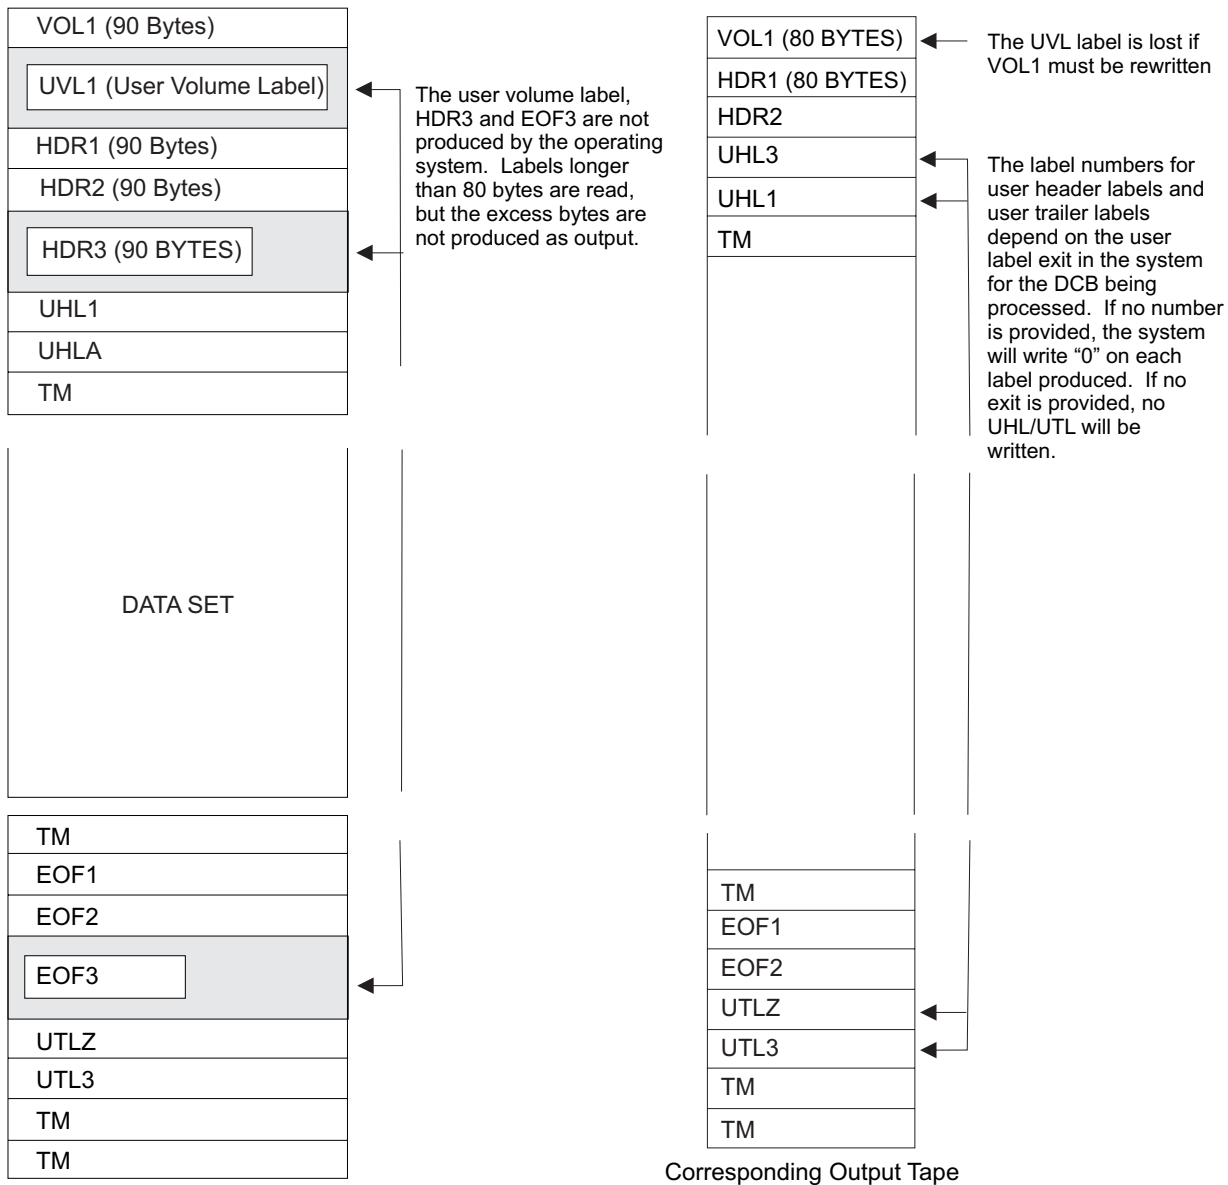 VOL1 (90 Bytes)
UVL1 (User Volume Label)
HDR1 (90 Bytes)
HDR2 (90 Bytes)
HDR3 (90 BYTES)
UHL1
UHLA
TM
The user volume label,
HDR3 and EOF3 are not
produced by the operating
system. Labels longer
than 80 bytes are read,
but the excess bytes are
not produced as output.
DATA SET
TM
EOF1
EOF2
EOF3
UTLZ
UTL3
TM
TM
VOL1 (80 BYTES)
HDR1 (80 BYTES)
HDR2
UHL3
UHL1
TM
The UVL label is lost if
VOL1 must be rewritten
The label numbers for
user header labels and
user trailer labels
depend on the user
label exit in the system
for the DCB being
processed. If no number
is provided, the system
will write “0” on each
label produced. If no
exit is provided, no
UHL/UTL will be
written.
TM
EOF1
EOF2
UTLZ
UTL3
TM
TM
Corresponding Output Tape